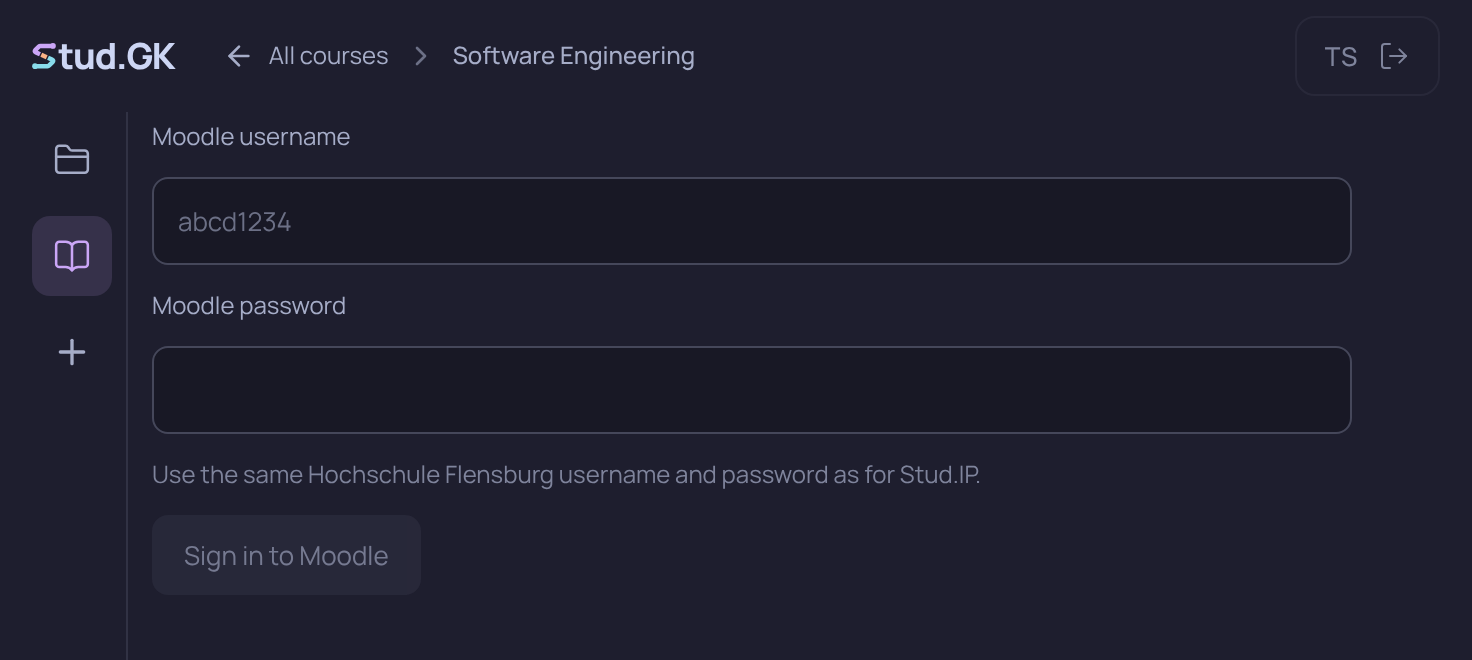 Stud.GK
All courses
Software Engineering
TS
Moodle username
abcd1234
Moodle password
Use the same Hochschule Flensburg username and password as for Stud.IP.
Sign in to Moodle